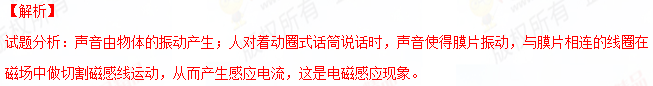 【解析】
试题分析：声音由物体的振动产生；人对着动圈式话筒说话时，声音使得膜片振动，与膜片相连的线圈在
磁场中做切割磁感线运动，从而产生感应电流，这是电磁感应现象。